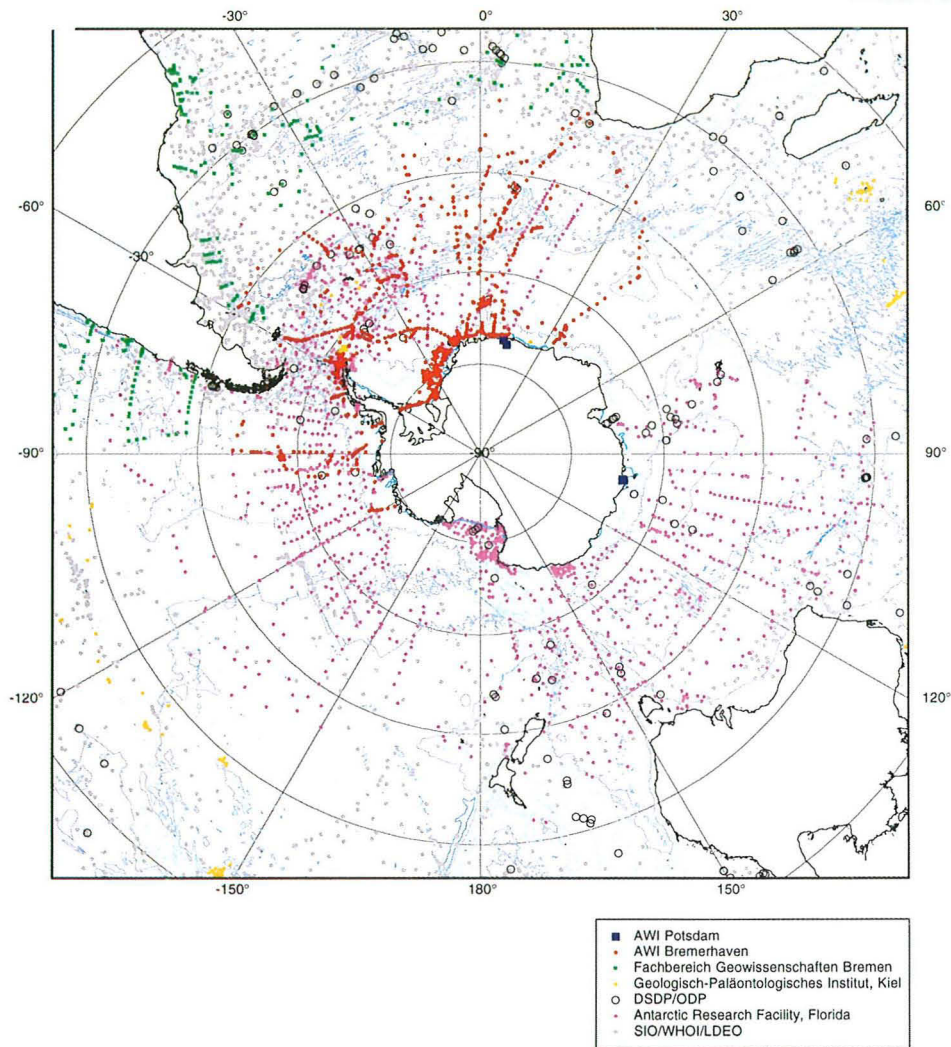 -30°
0°
30°
-60°
60°
-30°
-90°
-90°
90°
-120°
120°
-150°
180°
150°
AWI Potsdam
AWI Bremerhaven
Fachbereich Geowissenschaften Bremen
Geologisch-Paläontologisches Institut, Kiel
DSDP/ODP
Antarctic Research Facility, Florida
SIO/WHOI/LDEO